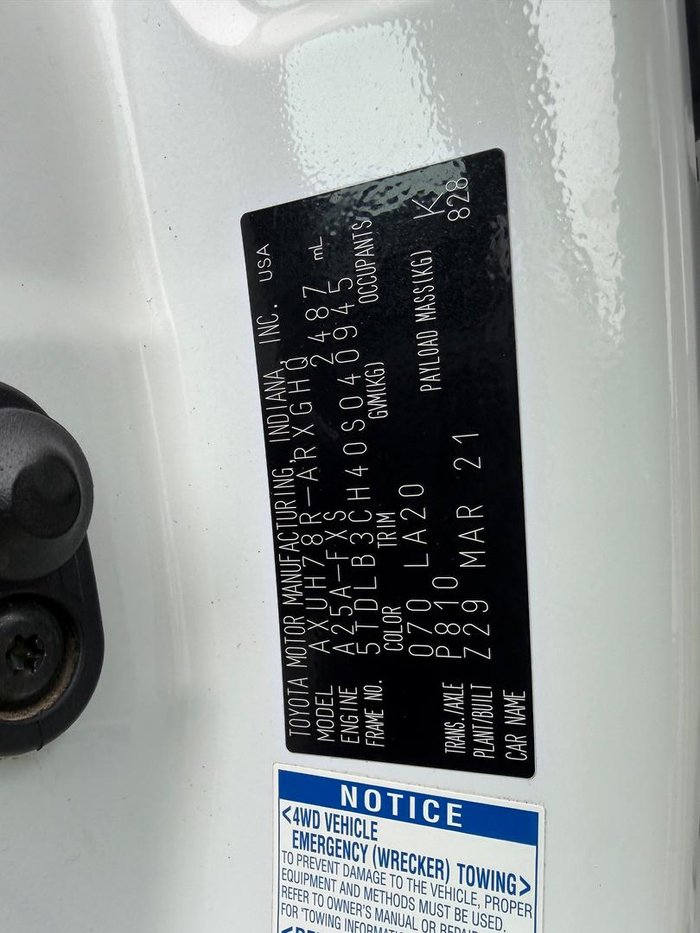 TOYOTA MOTOR MANUFACTURING, INDIANA, INC. USA
MODEL AXUH78R-ARXGHQ
ENGINE A25A-FXS 2487 mL
FRAME NO. 5TDLB3CH40S040945
COLOR TRIM GVM(KG) OCCUPANTS
070 LA20
TRANS./AXLE P810 PAYLOAD MASS(KG) K
PLANT/BUILT Z29 MAR 21 828
CAR NAME
NOTICE
<4WD VEHICLE
EMERGENCY (WRECKER) TOWING>
TO PREVENT DAMAGE TO THE VEHICLE, PROPER
EQUIPMENT AND METHODS MUST BE USED.
REFER TO OWNER'S MANUAL OR
FOR "TOWING